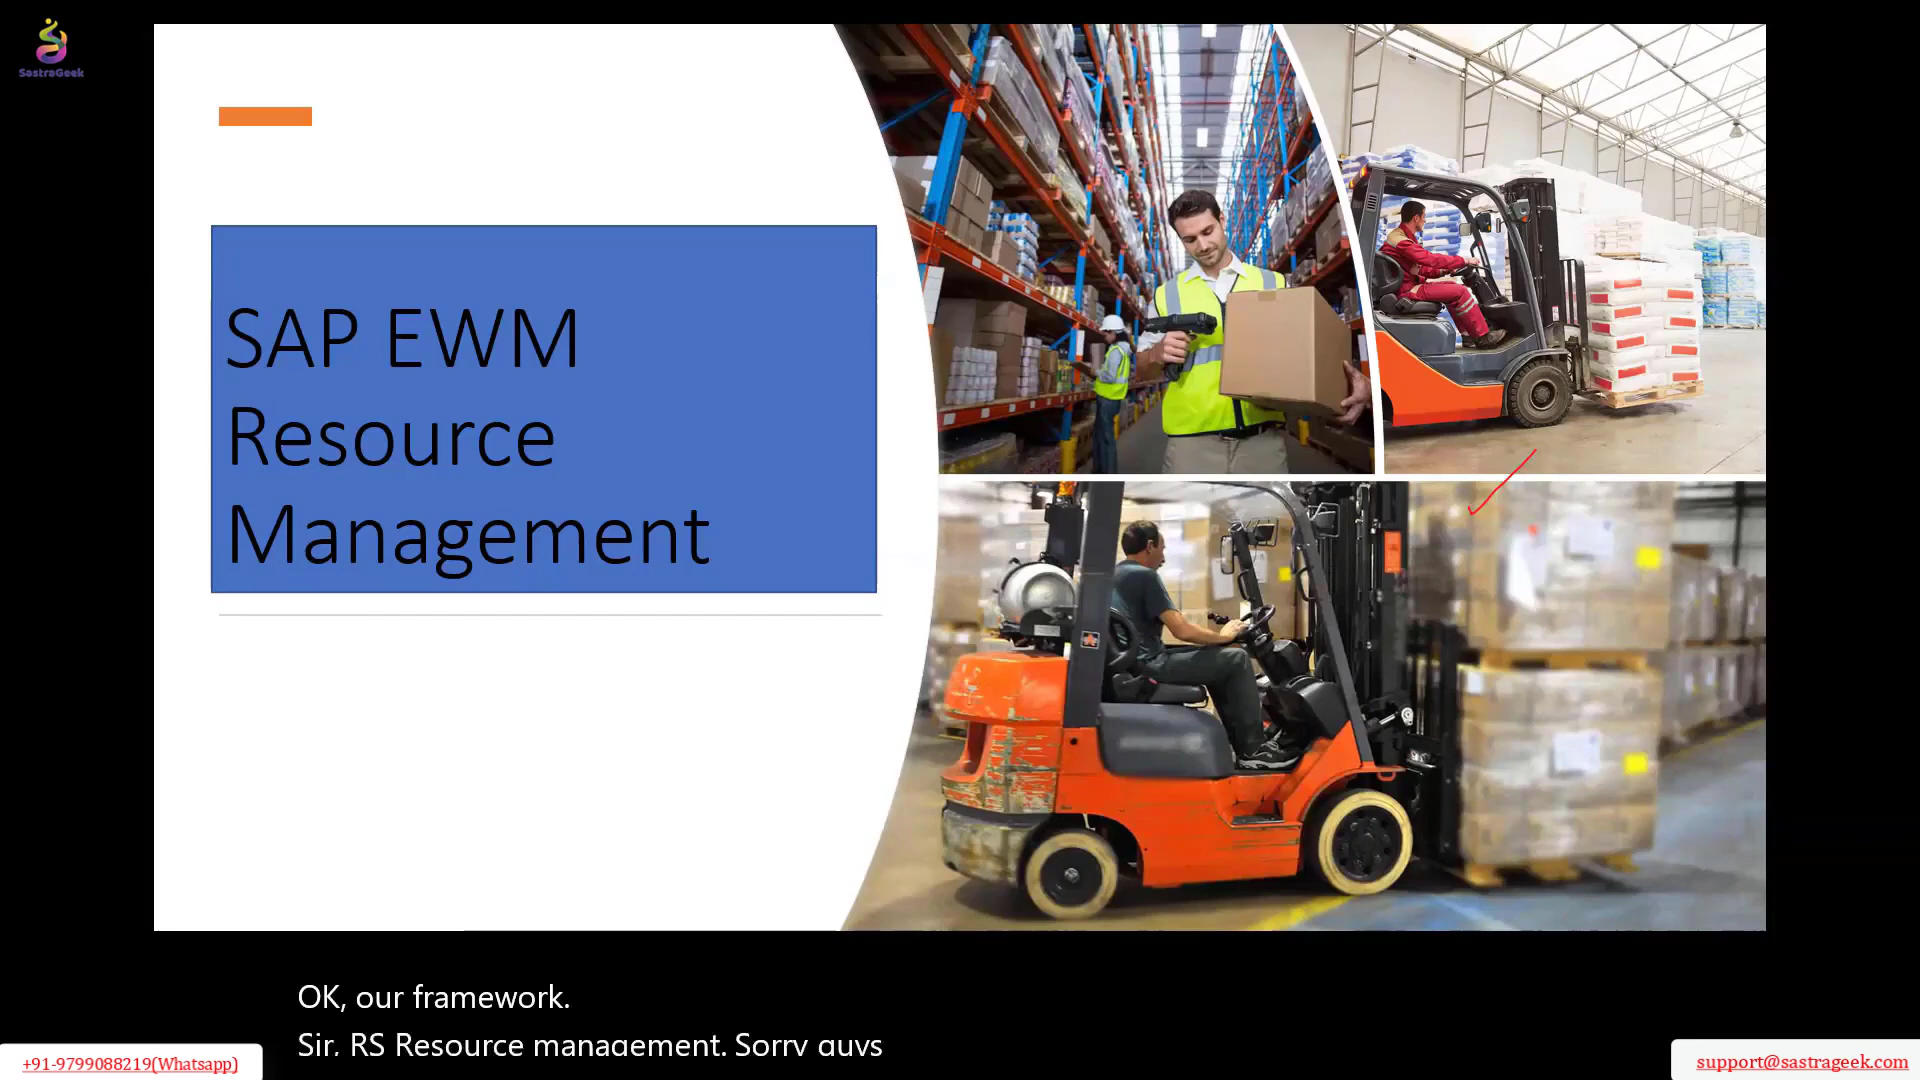 SastraGeek
SAP EWM
Resource
Management
OK, our framework.
Sir, RS Resource management. Sorry guys
+91-9799088219(Whatsapp)
support@sastrageek.com